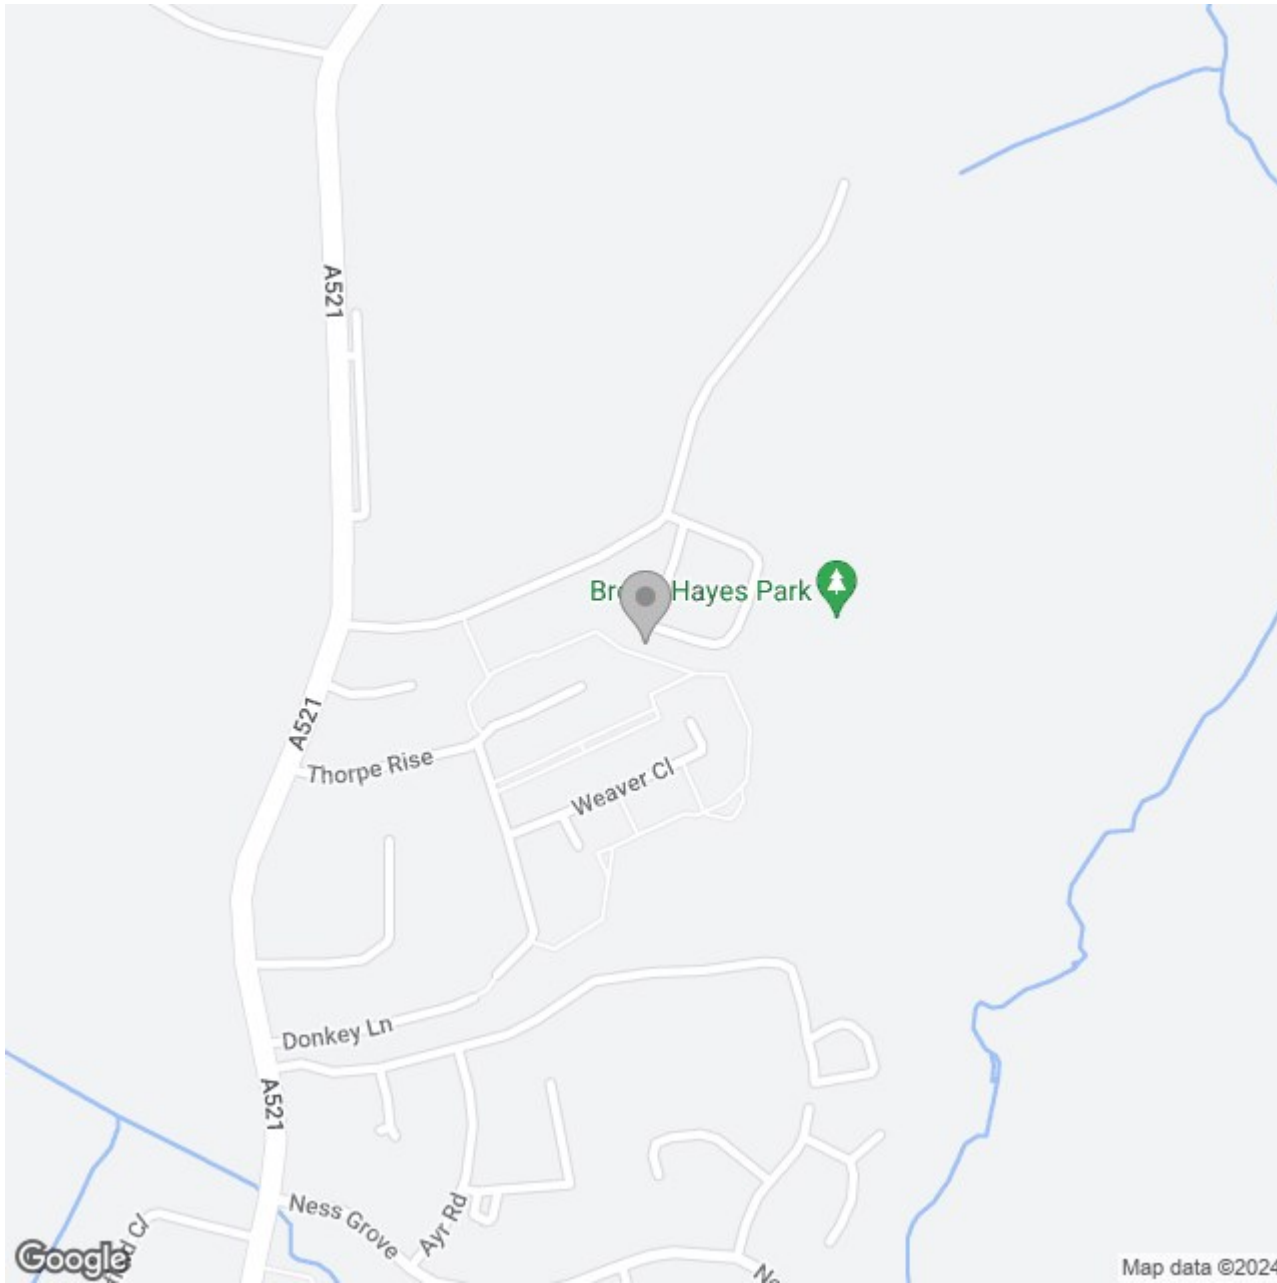 A521
Hayes Park
A521
Thorpe Rise
Weaver Cl
Donkey Ln
A521
Ness Grove
Ayr Rd
Google
Map data ©2024